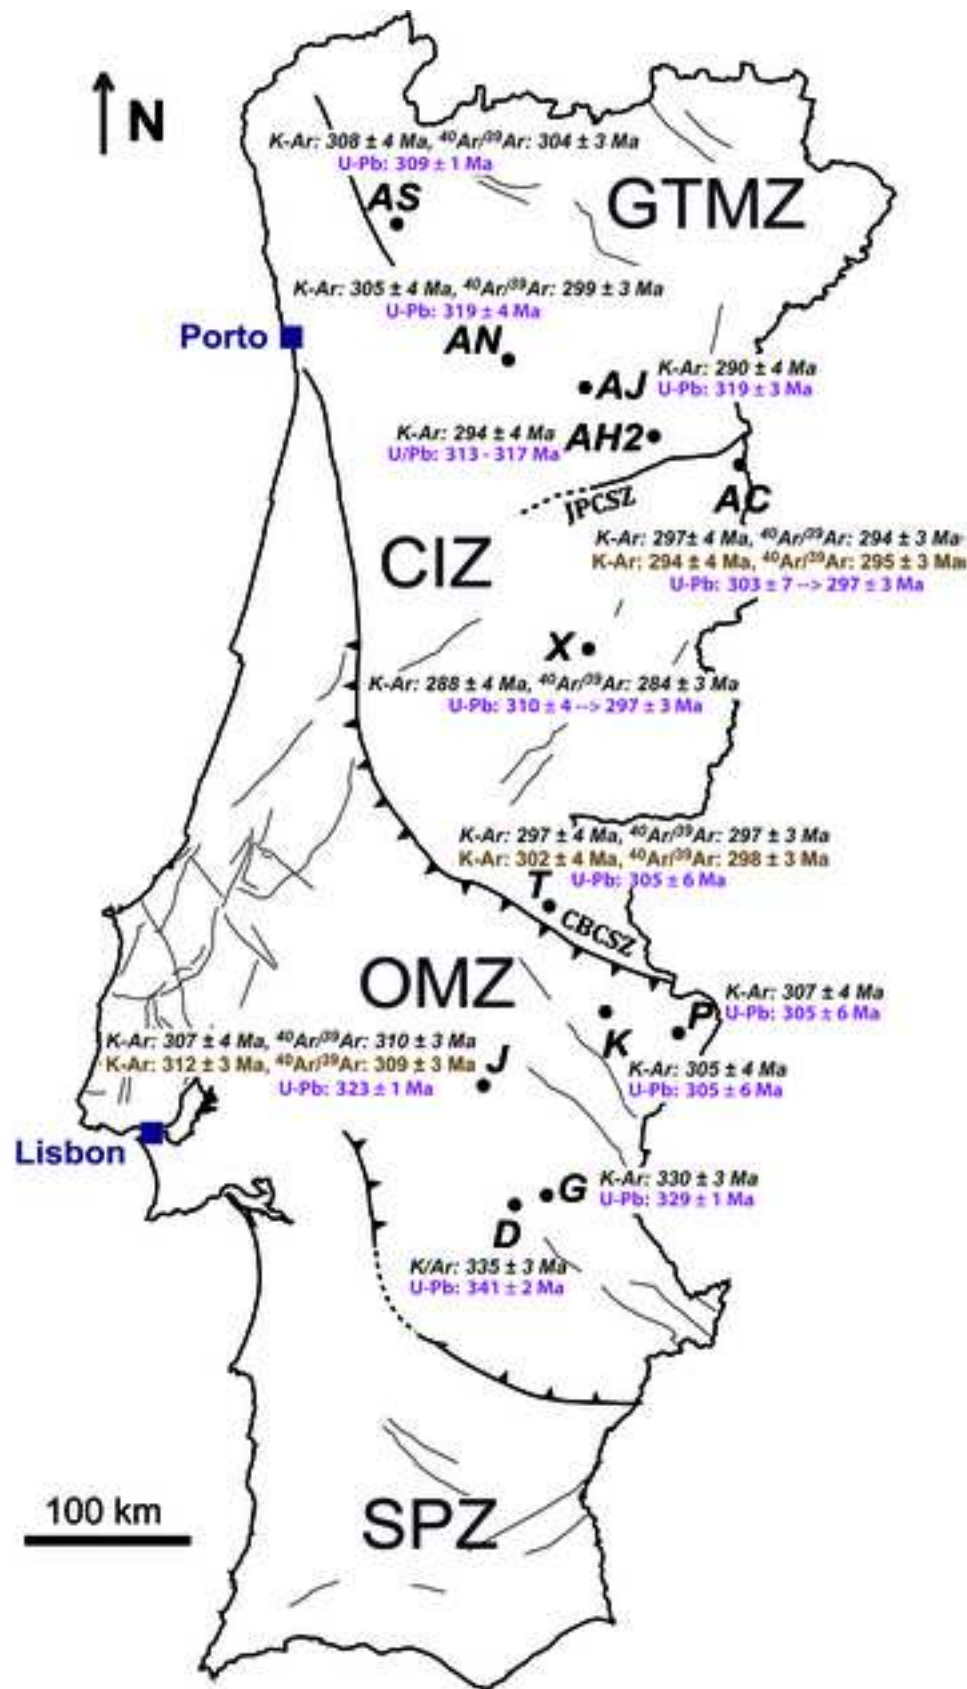 N
K-Ar: 308 ± 4 Ma, ⁴⁰Ar/³⁹Ar: 304 ± 3 Ma
U-Pb: 309 ± 1 Ma
AS
GTMZ
K-Ar: 305 ± 4 Ma, ⁴⁰Ar/³⁹Ar: 299 ± 3 Ma
U-Pb: 319 ± 4 Ma
Porto
AN
K-Ar: 290 ± 4 Ma
AJ
U-Pb: 319 ± 3 Ma
K-Ar: 294 ± 4 Ma
AH2
U/Pb: 313 - 317 Ma
JPCSZ
AC
K-Ar: 297± 4 Ma, ⁴⁰Ar/³⁹Ar: 294 ± 3 Ma
CIZ
K-Ar: 294 ± 4 Ma, ⁴⁰Ar/³⁹Ar: 295 ± 3 Ma
U-Pb: 303 ± 7 --> 297 ± 3 Ma
X
K-Ar: 288 ± 4 Ma, ⁴⁰Ar/³⁹Ar: 284 ± 3 Ma
U-Pb: 310 ± 4 --> 297 ± 3 Ma
K-Ar: 297 ± 4 Ma, ⁴⁰Ar/³⁹Ar: 297 ± 3 Ma
K-Ar: 302 ± 4 Ma, ⁴⁰Ar/³⁹Ar: 298 ± 3 Ma
U-Pb: 305 ± 6 Ma
T
CBCSZ
OMZ
K-Ar: 307 ± 4 Ma
P
U-Pb: 305 ± 6 Ma
K
K-Ar: 307 ± 4 Ma, ⁴⁰Ar/³⁹Ar: 310 ± 3 Ma
K-Ar: 312 ± 3 Ma, ⁴⁰Ar/³⁹Ar: 309 ± 3 Ma
J
U-Pb: 323 ± 1 Ma
K-Ar: 305 ± 4 Ma
U-Pb: 305 ± 6 Ma
Lisbon
K-Ar: 330 ± 3 Ma
G
U-Pb: 329 ± 1 Ma
D
K/Ar: 335 ± 3 Ma
U-Pb: 341 ± 2 Ma
100 km
SPZ